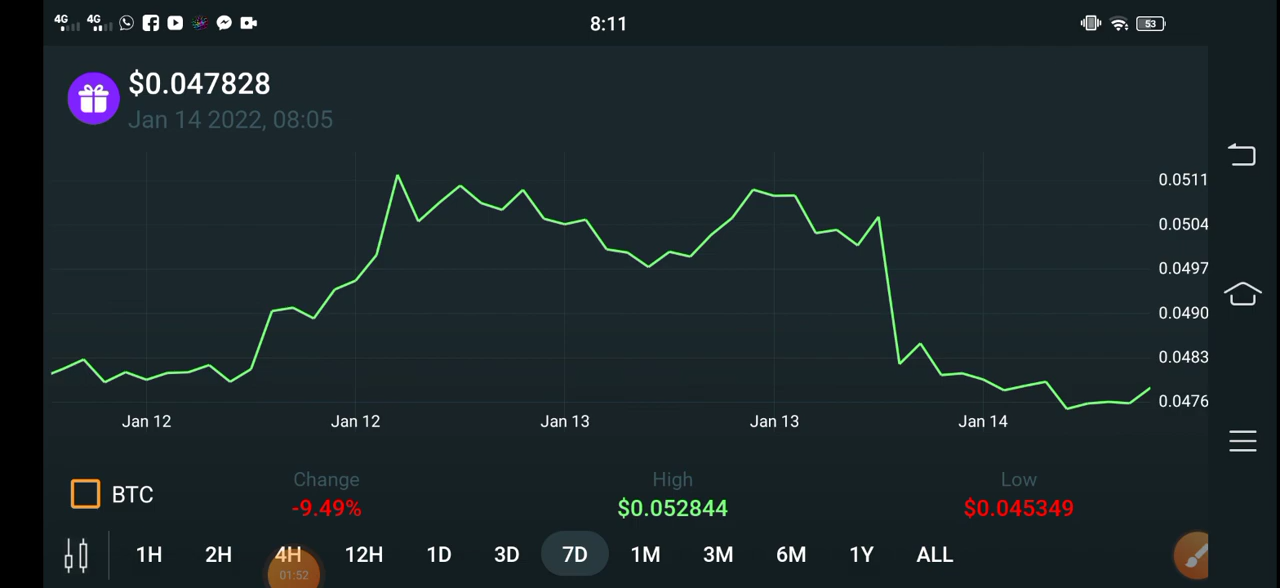 4G 4G 8:11 53
$0.047828
Jan 14 2022, 08:05
0.0511
0.0504
0.0497
0.0490
0.0483
0.0476
Jan 12 Jan 12 Jan 13 Jan 13 Jan 14
Change High Low
BTC -9.49% $0.052844 $0.045349
1H 2H 4H 12H 1D 3D 7D 1M 3M 6M 1Y ALL
01:52